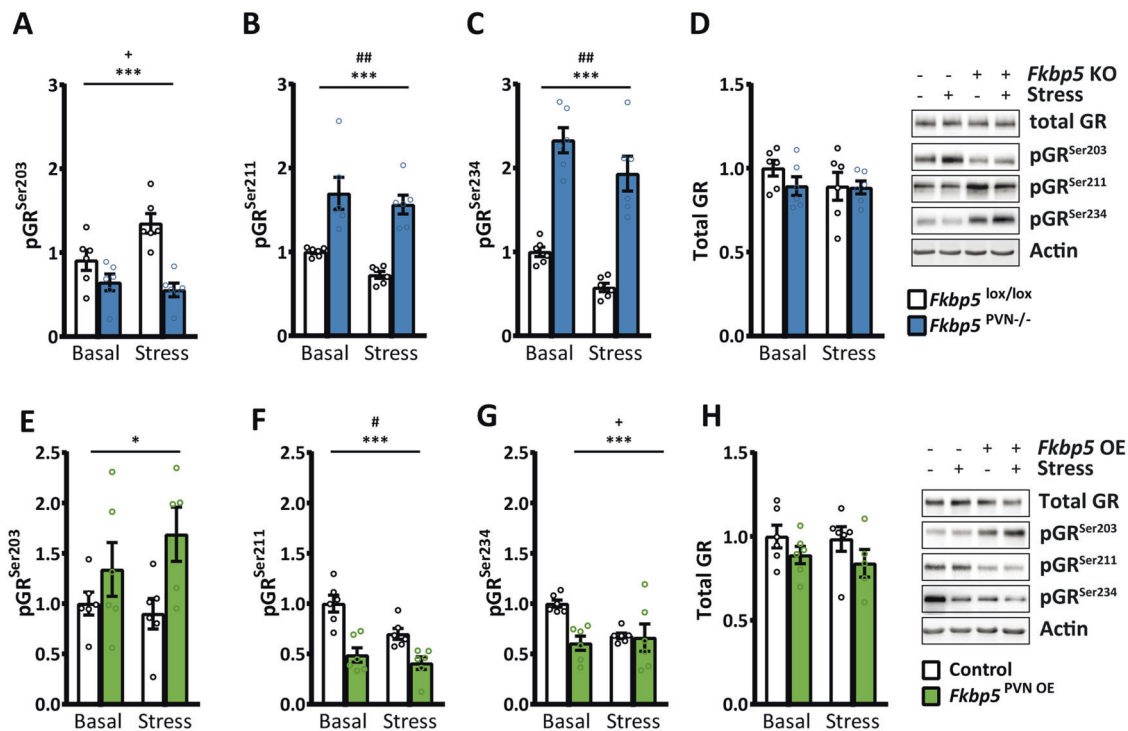 A
B
C
D
+
***
##
***
##
***
pGR^Ser203
3
2
1
0
Basal Stress
pGR^Ser211
3
2
1
0
Basal Stress
pGR^Ser234
3
2
1
0
Basal Stress
Total GR
1.5
1.0
0.5
0
Basal Stress
- - + + Fkbp5 KO
- + - + Stress
total GR
pGR^Ser203
pGR^Ser211
pGR^Ser234
Actin
Fkbp5 lox/lox
Fkbp5 PVN-/-
E
F
G
H
*
#
***
+
***
pGR^Ser203
2.5
2.0
1.5
1.0
0.5
0
Basal Stress
pGR^Ser211
2.5
2.0
1.5
1.0
0.5
0
Basal Stress
pGR^Ser234
2.5
2.0
1.5
1.0
0.5
0
Basal Stress
Total GR
1.5
1.0
0.5
0
Basal Stress
- - + + Fkbp5 OE
- + - + Stress
Total GR
pGR^Ser203
pGR^Ser211
pGR^Ser234
Actin
Control
Fkbp5 PVN OE